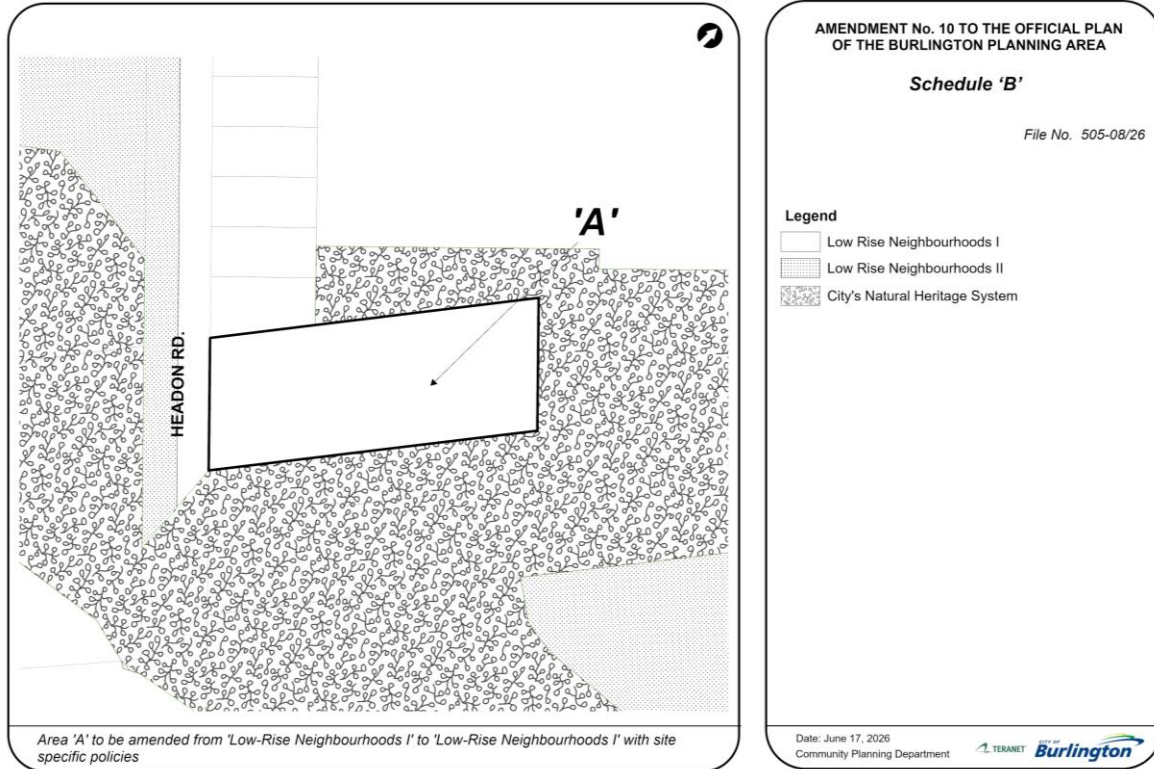 'A'
HEADON RD.
Area 'A' to be amended from 'Low-Rise Neighbourhoods I' to 'Low-Rise Neighbourhoods I' with site
specific policies
AMENDMENT No. 10 TO THE OFFICIAL PLAN
OF THE BURLINGTON PLANNING AREA
Schedule ‘B’
File No. 505-08/26
Legend
Low Rise Neighbourhoods I
Low Rise Neighbourhoods II
City's Natural Heritage System
Date: June 17, 2026
Community Planning Department
TERANET
CITY OF
Burlington